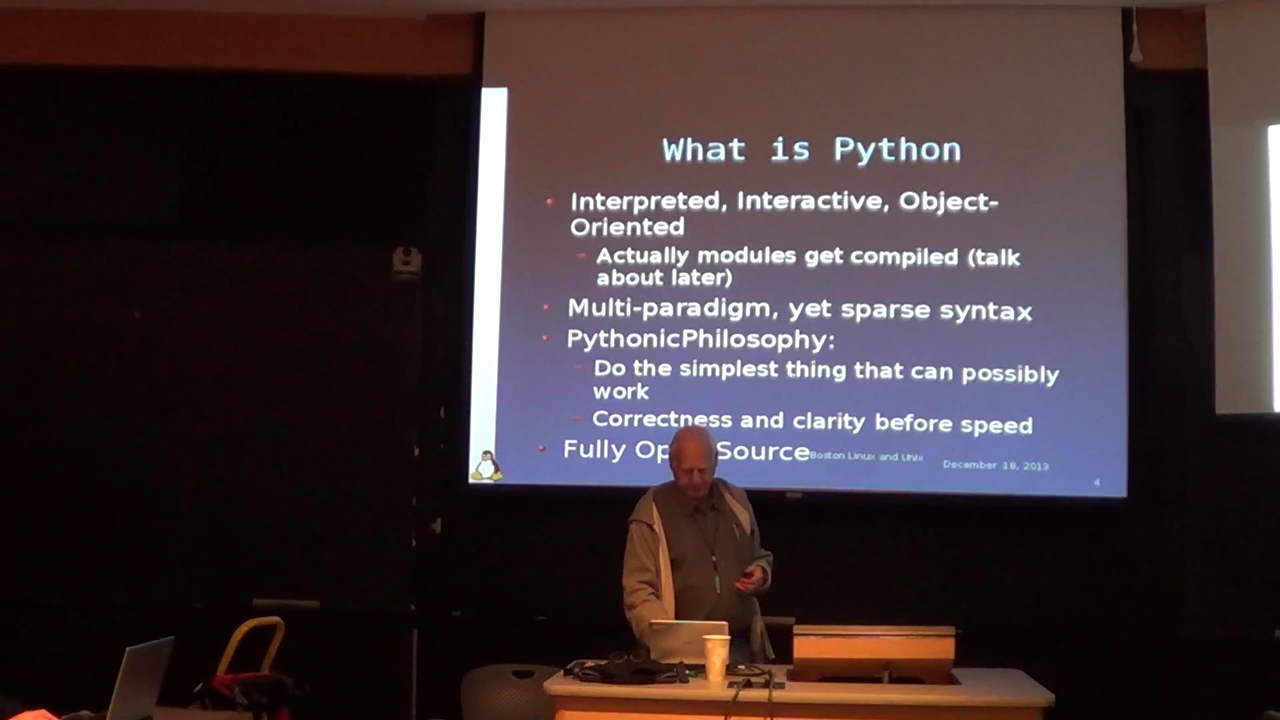 What is Python
Interpreted, Interactive, Object-
Oriented
Actually modules get compiled (talk
about later)
Multi-paradigm, yet sparse syntax
PythonicPhilosophy:
Do the simplest thing that can possibly
work
Correctness and clarity before speed
Fully Op Source
Boston Linux and Unix
December 18, 2019
4